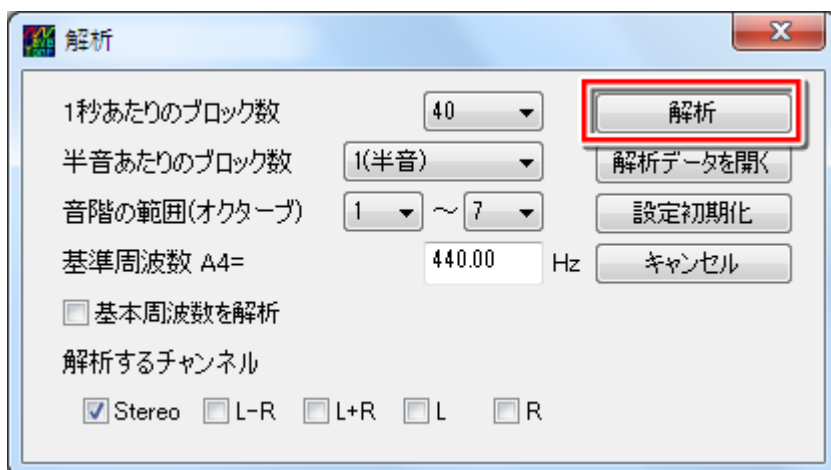 解析
1秒あたりのブロック数 40 解析
半音あたりのブロック数 1(半音) 解析データを開く
音階の範囲(オクターブ) 1 ～ 7 設定初期化
基準周波数 A4= 440.00 Hz キャンセル
基本周波数を解析
解析するチャンネル
Stereo L-R L+R L R